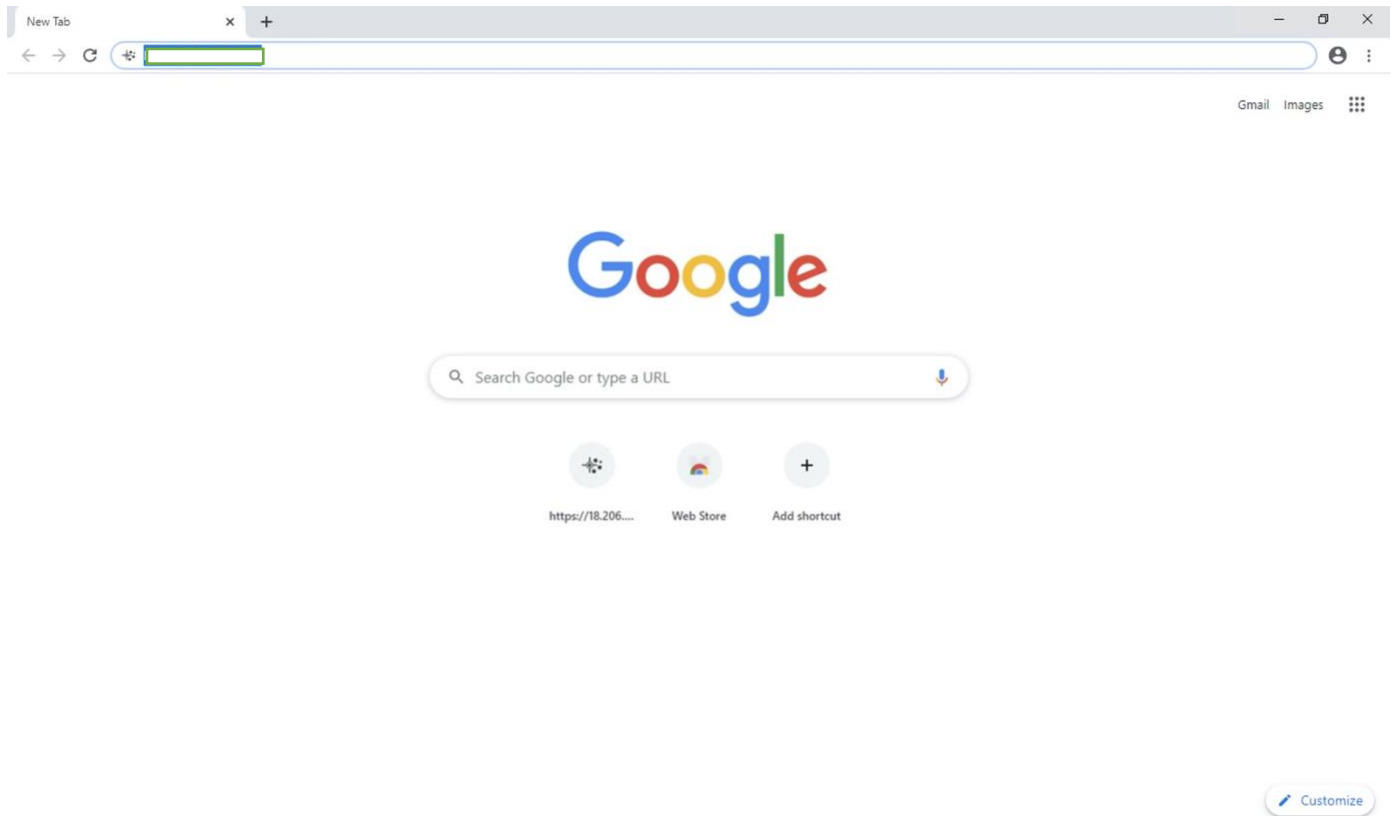 New Tab
Gmail Images
Google
Search Google or type a URL
https://18.206.... Web Store Add shortcut
Customize